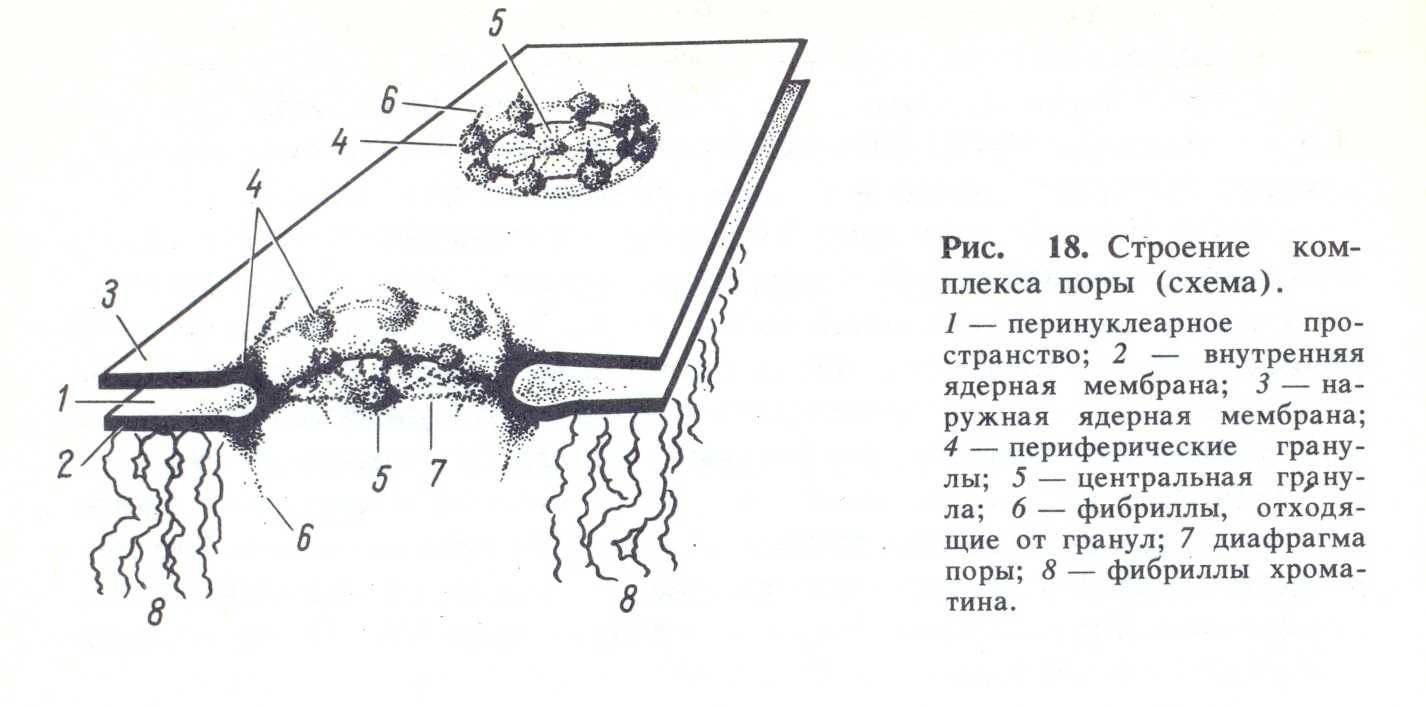 5
6
4
4
3
1
2
5
7
6
8
8
Рис. 18. Строение ком-
плекса поры (схема).
1 — перинуклеарное про-
странство; 2 — внутренняя
ядерная мембрана; 3 — на-
ружная ядерная мембрана;
4 — периферические грану-
лы; 5 — центральная грану-
ла; 6 — фибриллы, отходя-
щие от гранул; 7 диафрагма
поры; 8 — фибриллы хрома-
тина.